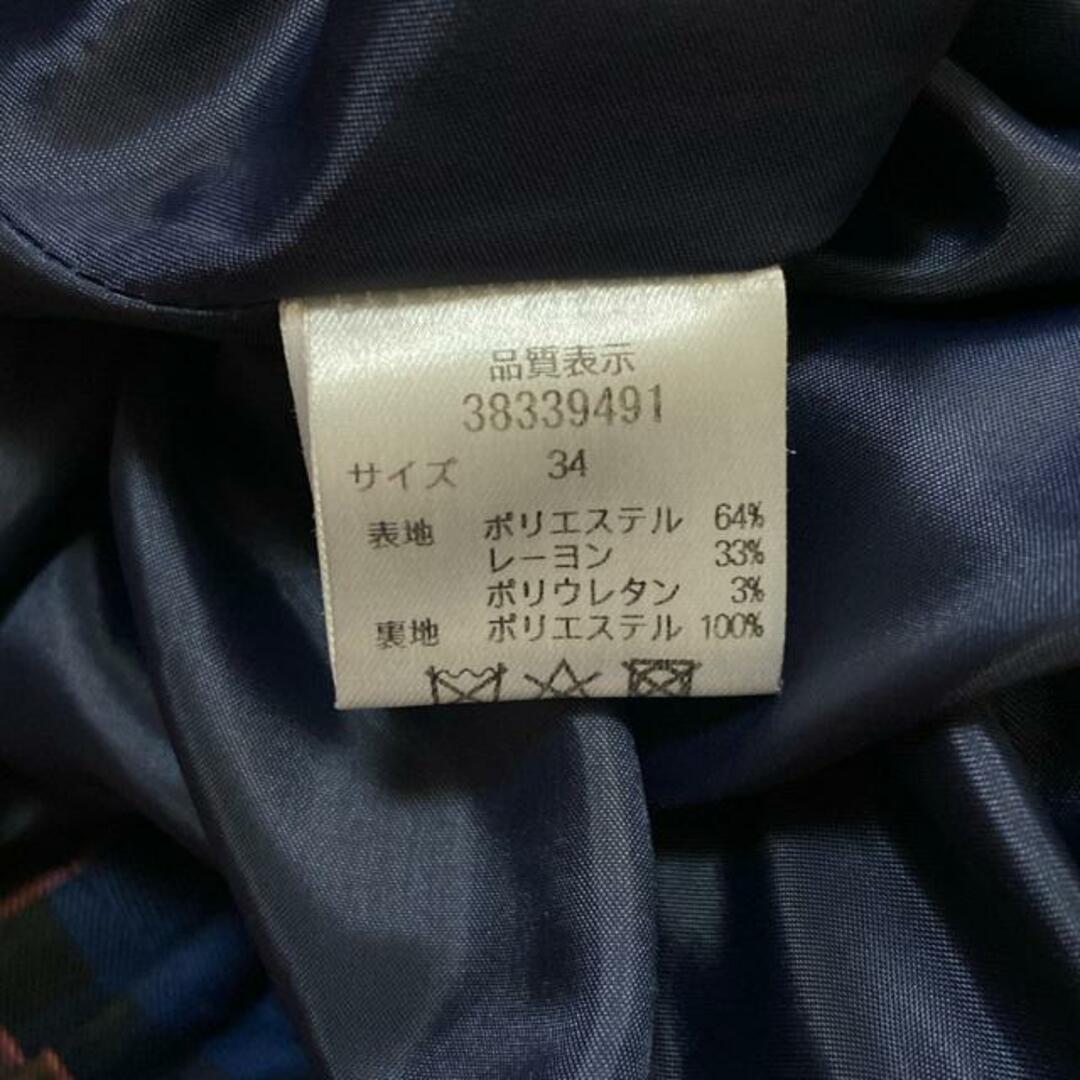 品質表示
38339491
サイズ 34
表地 ポリエステル 64%
レーヨン 33%
ポリウレタン 3%
裏地 ポリエステル 100%